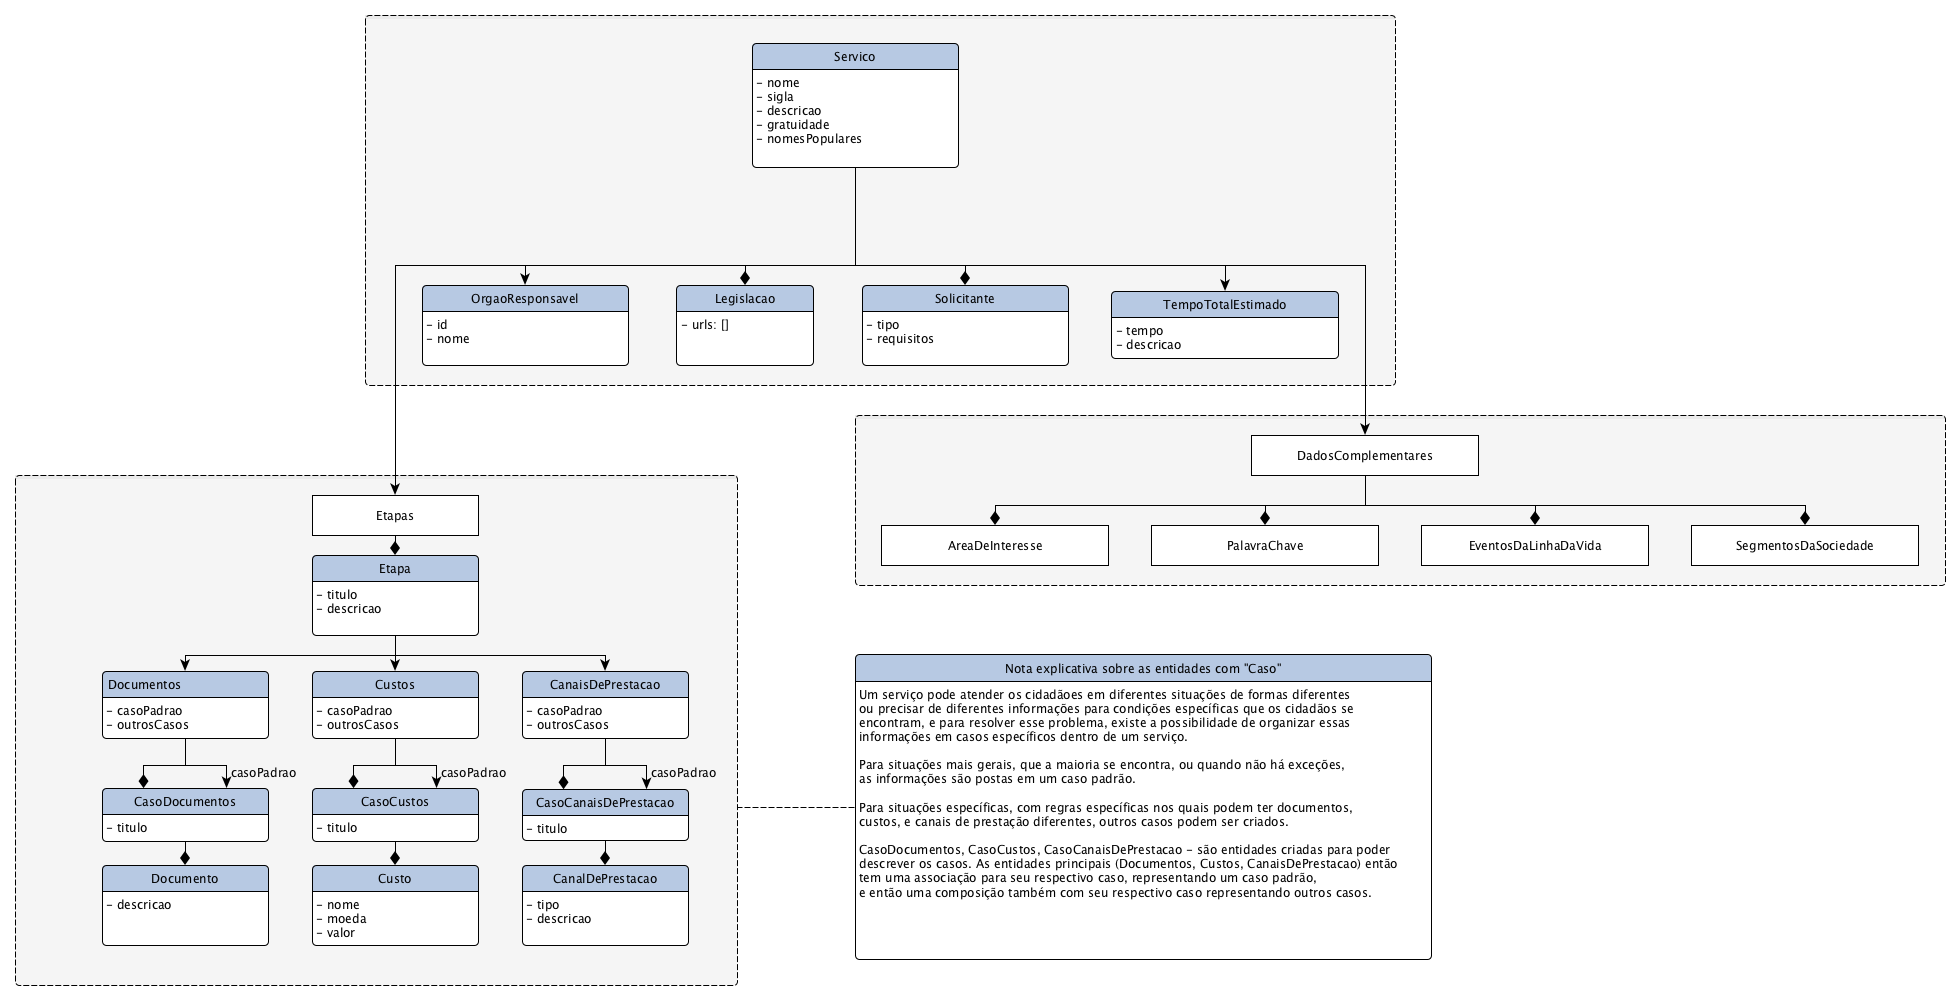 Servico
- nome
- sigla
- descricao
- gratuidade
- nomesPopulares
OrgaoResponsavel
- id
- nome
Legislacao
- urls: []
Solicitante
- tipo
- requisitos
TempoTotalEstimado
- tempo
- descricao
DadosComplementares
AreaDeInteresse
PalavraChave
EventosDaLinhaDaVida
SegmentosDaSociedade
Etapas
Etapa
- titulo
- descricao
Documentos
- casoPadrao
- outrosCasos
Custos
- casoPadrao
- outrosCasos
CanaisDePrestacao
- casoPadrao
- outrosCasos
casoPadrao
casoPadrao
casoPadrao
CasoDocumentos
- titulo
CasoCustos
- titulo
CasoCanaisDePrestacao
- titulo
Documento
- descricao
Custo
- nome
- moeda
- valor
CanalDePrestacao
- tipo
- descricao
Nota explicativa sobre as entidades com "Caso"
Um serviço pode atender os cidadãoes em diferentes situações de formas diferentes
ou precisar de diferentes informações para condições específicas que os cidadãos se
encontram, e para resolver esse problema, existe a possibilidade de organizar essas
informações em casos específicos dentro de um serviço.
Para situações mais gerais, que a maioria se encontra, ou quando não há exceções,
as informações são postas em um caso padrão.
Para situações específicas, com regras específicas nos quais podem ter documentos,
custos, e canais de prestação diferentes, outros casos podem ser criados.
CasoDocumentos, CasoCustos, CasoCanaisDePrestacao - são entidades criadas para poder
descrever os casos. As entidades principais (Documentos, Custos, CanaisDePrestacao) então
tem uma associação para seu respectivo caso, representando um caso padrão,
e então uma composição também com seu respectivo caso representando outros casos.